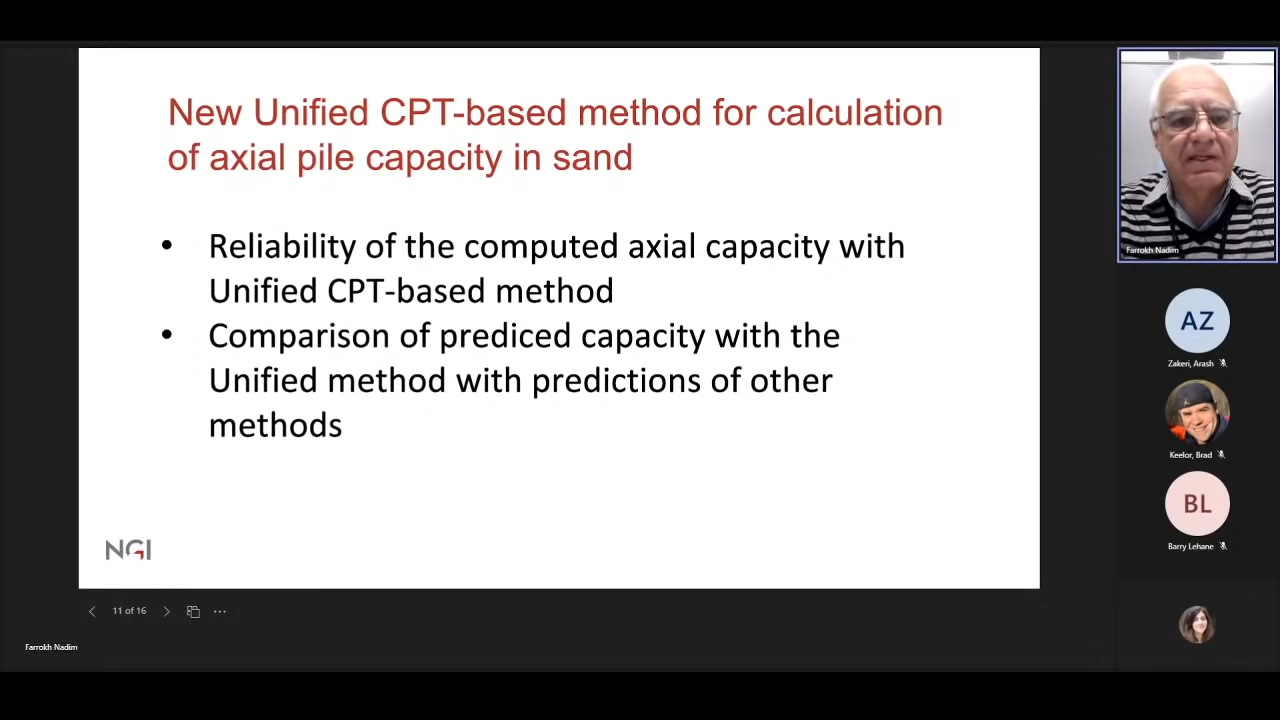 New Unified CPT-based method for calculation
of axial pile capacity in sand
• Reliability of the computed axial capacity with
Unified CPT-based method
• Comparison of prediced capacity with the
Unified method with predictions of other
methods
NGI
11 of 16
Farrokh Nadim
Farrokh Nadim
AZ
Zakeri, Arash
Keelor, Brad
BL
Barry Lehane